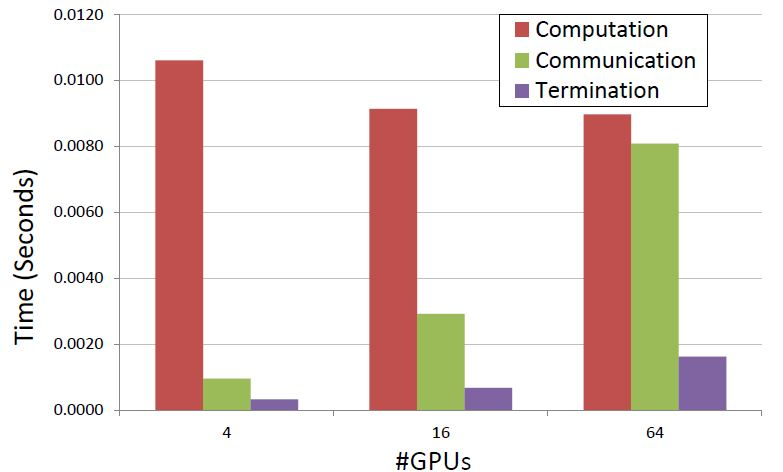 0.0120
0.0100
0.0080
0.0060
0.0040
0.0020
0.0000
Time (Seconds)
Computation
Communication
Termination
4 16 64
#GPUs